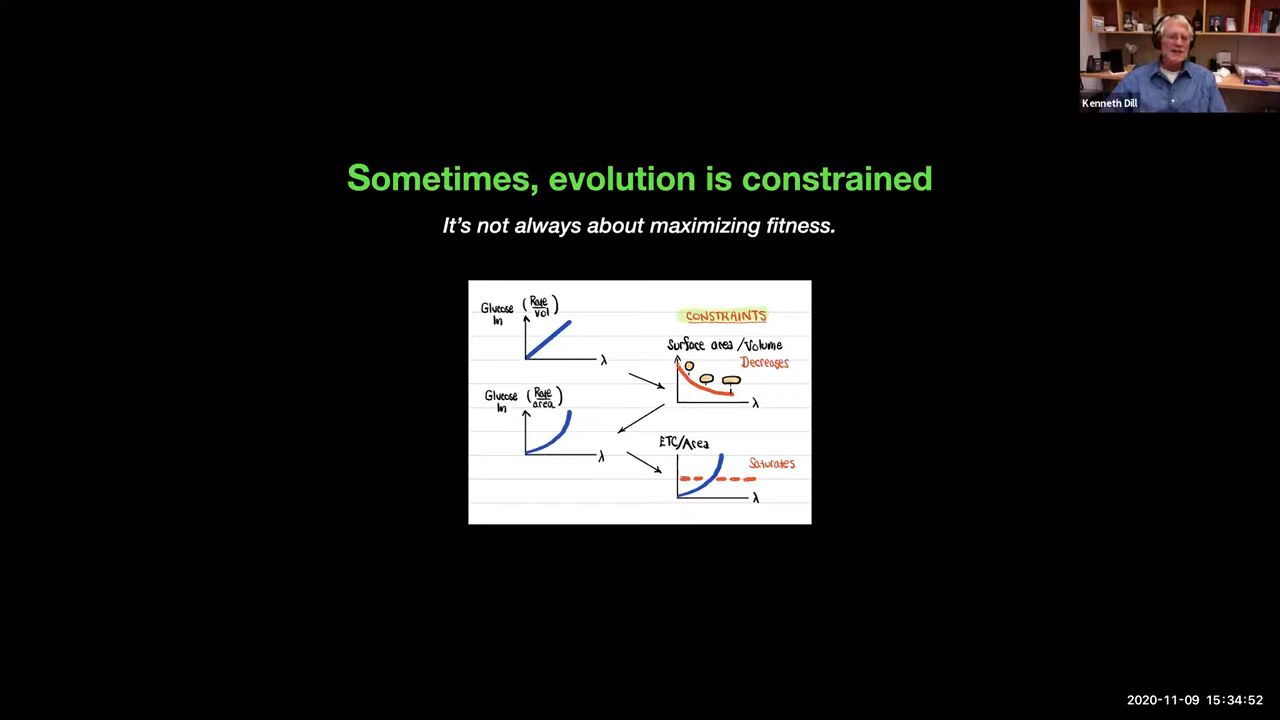 Kenneth Dill
Sometimes, evolution is constrained
It's not always about maximizing fitness.
Glucose (Rate/Vol)
In
λ
CONSTRAINTS
Surface area/Volume
Decreases
λ
Glucose (Rate/area)
In
λ
ETC/Area
Saturates
λ
2020-11-09 15:34:52